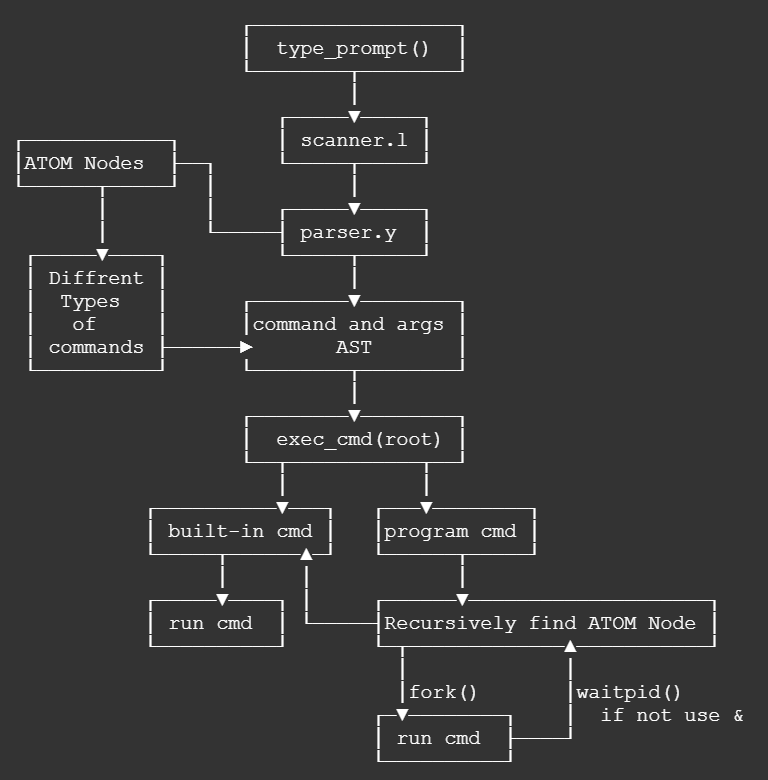 type_prompt()
scanner.l
ATOM Nodes
parser.y
Diffrent
Types
of
commands
command and args
AST
exec_cmd(root)
built-in cmd
program cmd
run cmd
Recursively find ATOM Node
fork()
waitpid()
if not use &
run cmd